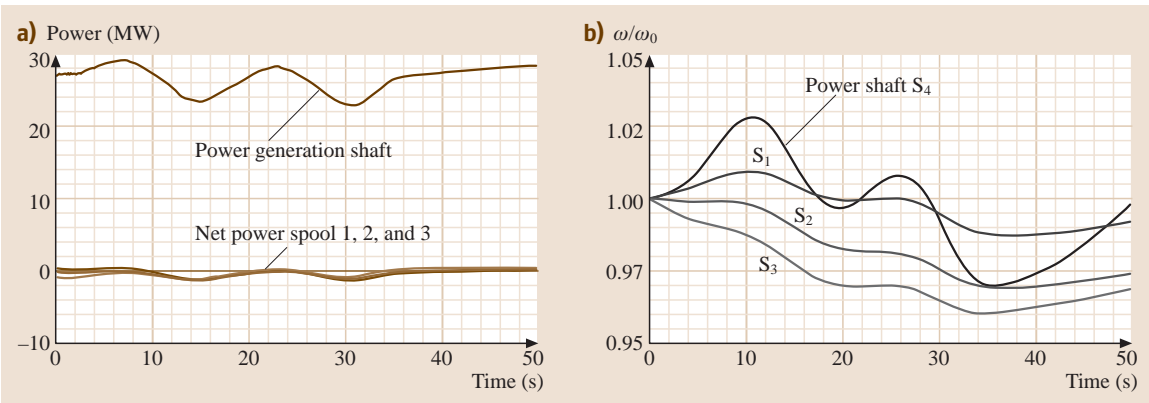 a) Power (MW)
30
20
10
0
–10
Power generation shaft
Net power spool 1, 2, and 3
0 10 20 30 40 50
Time (s)
b) ω/ω₀
1.05
1.02
1.00
0.97
0.95
Power shaft S₄
S₁
S₂
S₃
0 10 20 30 40 50
Time (s)